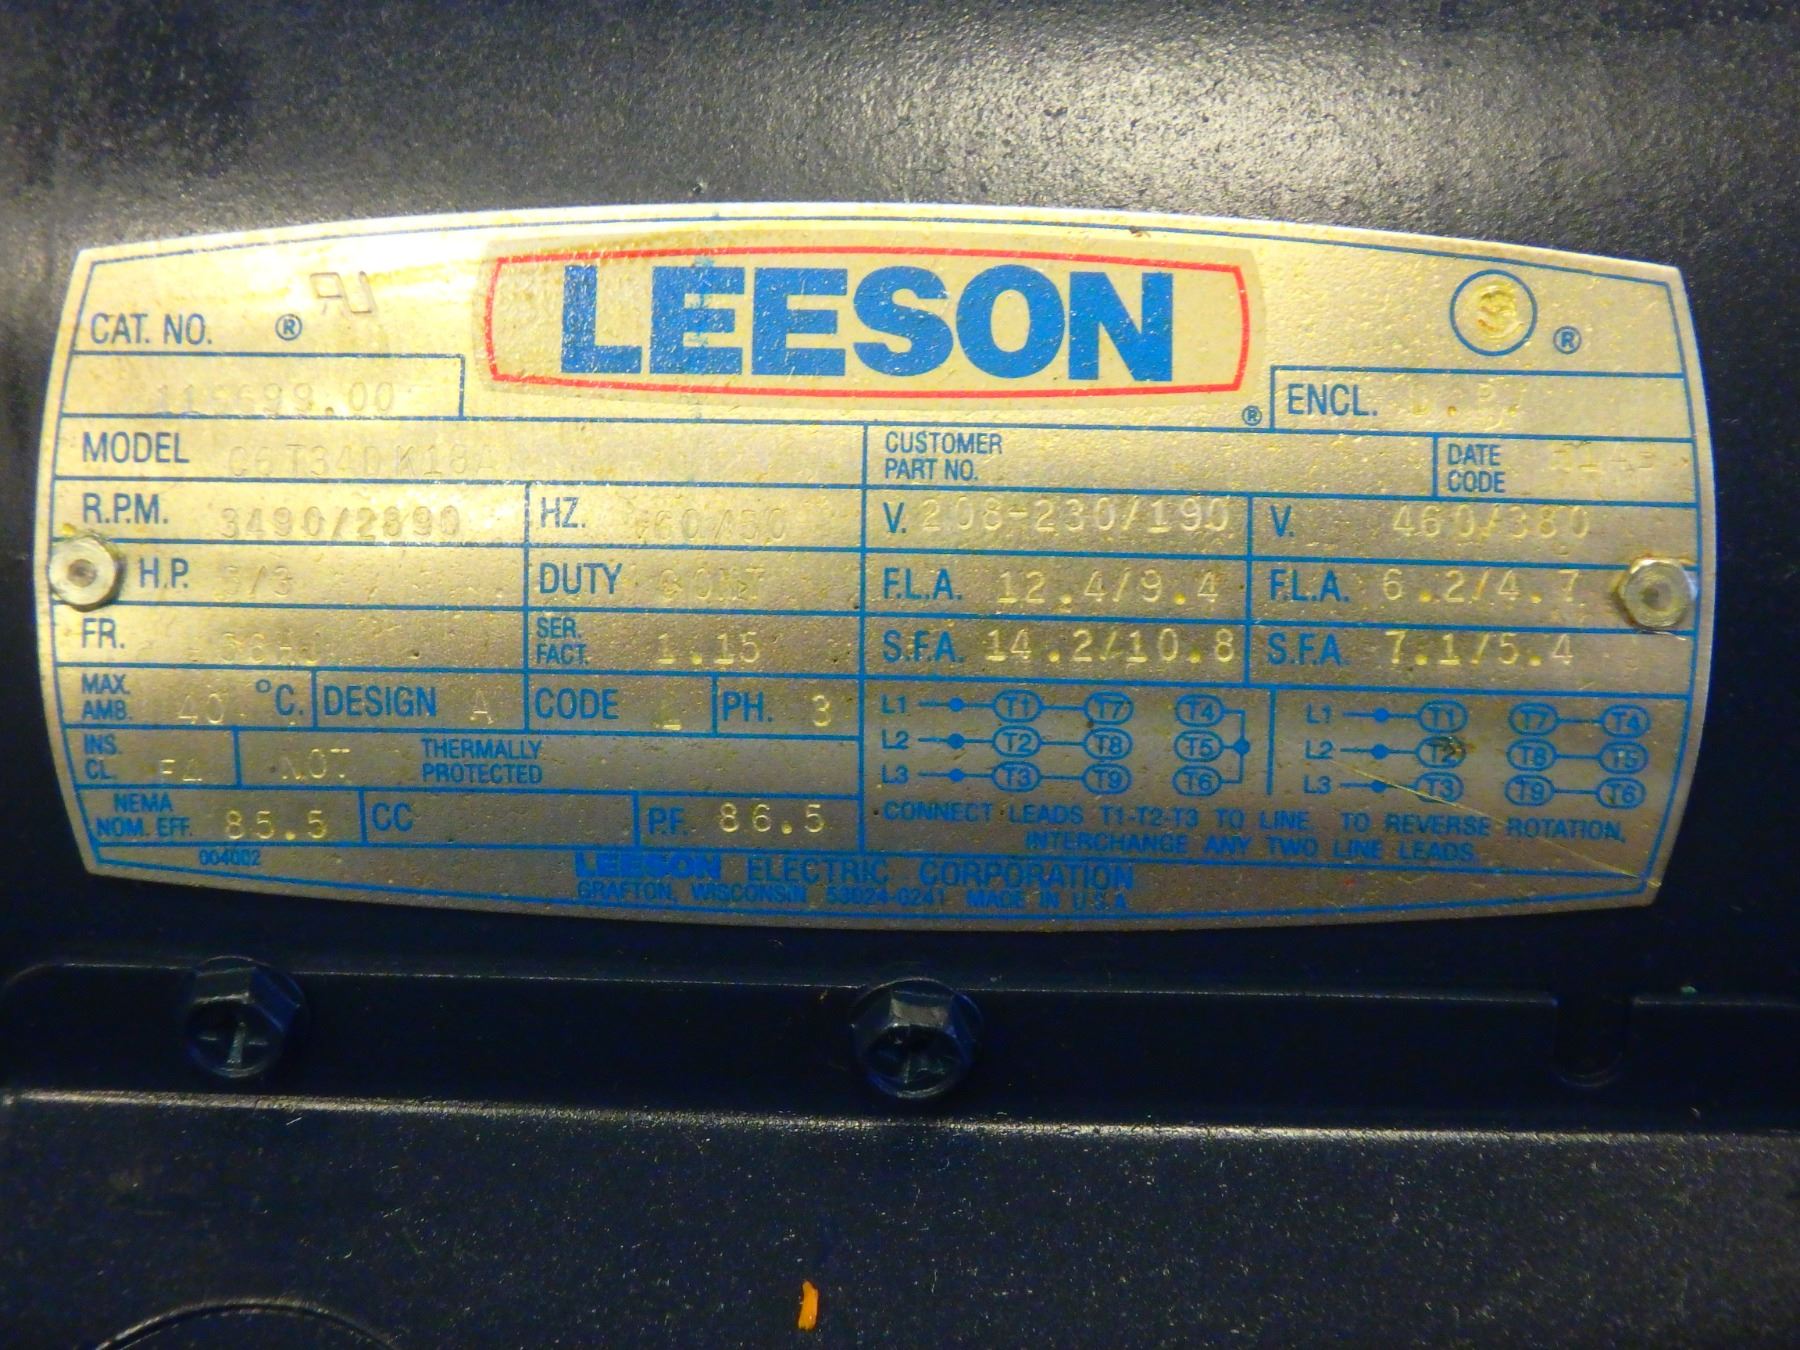 LEESON ®
CAT. NO. ®
S ®
ENCL.
MODEL
CUSTOMER
PART NO.
DATE
CODE
R.P.M. 3490/2890 HZ. 60/50 V. 208-230/190 V. 460/380
H.P. DUTY CONT F.L.A. 12.4/9.4 F.L.A. 6.2/4.7
FR. SER. FACT. 1.15 S.F.A. 14.2/10.8 S.F.A. 7.1/5.4
MAX. AMB. 40 °C. DESIGN A CODE PH. 3
INS. CL. NOT THERMALLY PROTECTED
NEMA NOM. EFF. 85.5 CC P.F. 86.5
L1 T1 T7 T4 L1 T1 T7 T4
L2 T2 T8 T5 L2 T2 T8 T5
L3 T3 T9 T6 L3 T3 T9 T6
CONNECT LEADS T1-T2-T3 TO LINE. TO REVERSE ROTATION,
INTERCHANGE ANY TWO LINE LEADS.
004002
LEESON ELECTRIC CORPORATION
GRAFTON, WISCONSIN 53024-0241 MADE IN U.S.A.